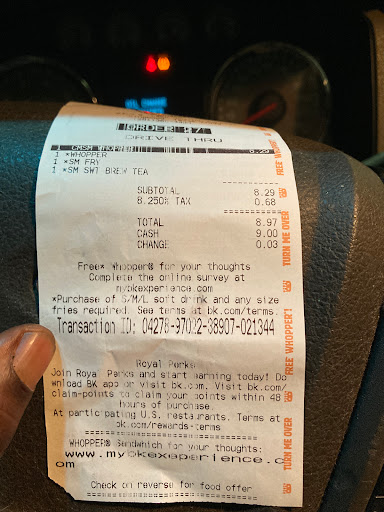 ORDER 47
DRIVE THRU
1 CMSM WHOPPER 8.29
1 *WHOPPER
1 *SM FRY
1 *SM SWT BREW TEA
SUBTOTAL 8.29
8.250% TAX 0.68
TOTAL 8.97
CASH 9.00
CHANGE 0.03
Free* Whopper® for your thoughts
Complete the online survey at
mybkexperience.com
*Purchase of S/M/L soft drink and any size
fries required. See terms at bk.com/terms.
Transaction ID: 04278-97032-38907-021344
Royal Perks
Join Royal Perks and start earning today! Do
wnload BK app or visit bk.com. Visit bk.com/
claim-points to claim your points within 48
hours of purchase.
At participating U.S. restaurants. Terms at
bk.com/rewards-terms
WHOPPER® Sandwhich for your thoughts:
www.mybkexperience.c
om
Check on reverse for food offer
FREE WHOPPER!
TURN ME OVER
FREE WHOPPER!
TURN ME OVER